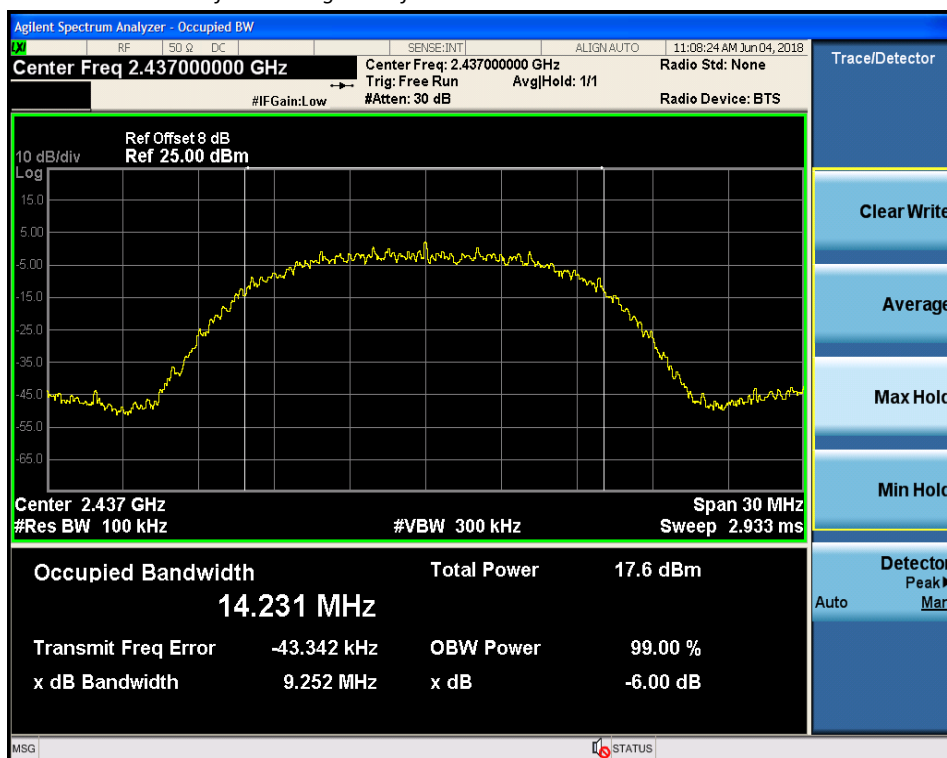 Agilent Spectrum Analyzer - Occupied BW
LXI RF 50 Ω DC SENSE:INT ALIGN AUTO 11:08:24 AM Jun 04, 2018
Center Freq 2.437000000 GHz
Center Freq: 2.437000000 GHz Radio Std: None
Trig: Free Run Avg|Hold: 1/1
#IFGain:Low #Atten: 30 dB Radio Device: BTS
Ref Offset 8 dB
10 dB/div Ref 25.00 dBm
Log
15.0
5.00
-5.00
-15.0
-25.0
-35.0
-45.0
-55.0
-65.0
Center 2.437 GHz Span 30 MHz
#Res BW 100 kHz #VBW 300 kHz Sweep 2.933 ms
Occupied Bandwidth Total Power 17.6 dBm
14.231 MHz
Transmit Freq Error -43.342 kHz OBW Power 99.00 %
x dB Bandwidth 9.252 MHz x dB -6.00 dB
MSG STATUS
Trace/Detector
Clear Write
Average
Max Hold
Min Hold
Detector
Peak
Auto Man